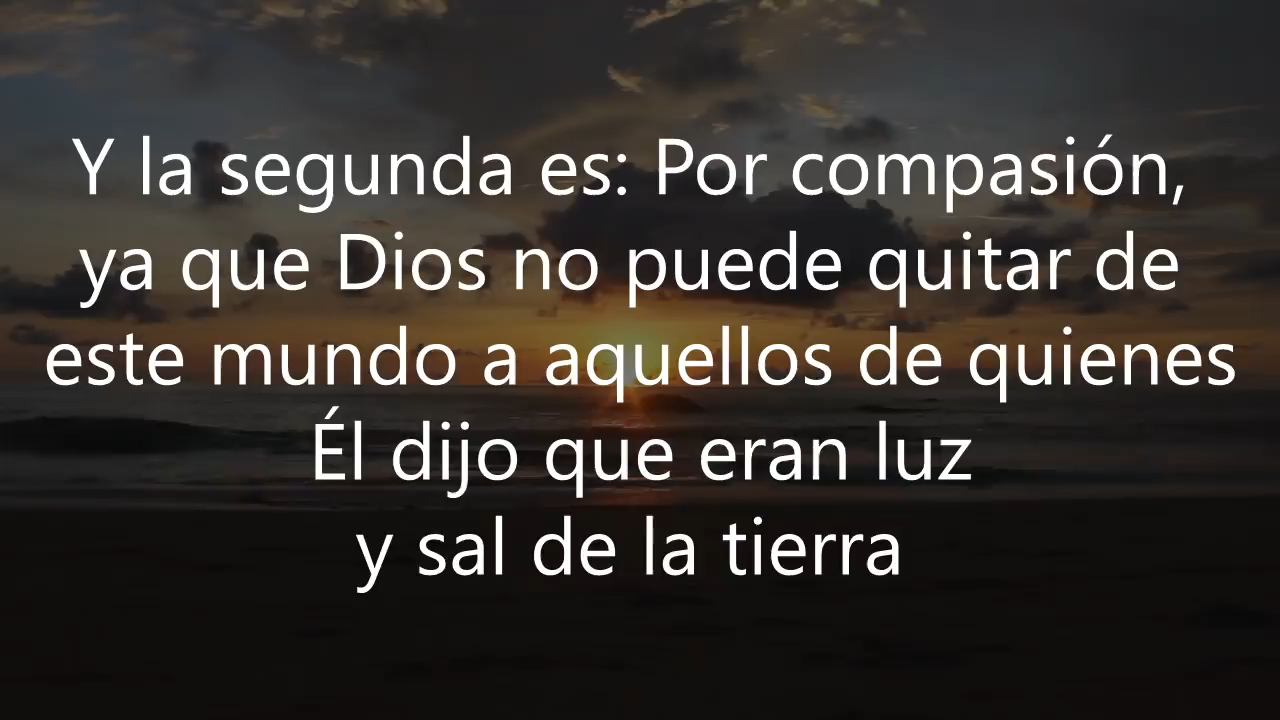 Y la segunda es: Por compasión,
ya que Dios no puede quitar de
este mundo a aquellos de quienes
Él dijo que eran luz
y sal de la tierra